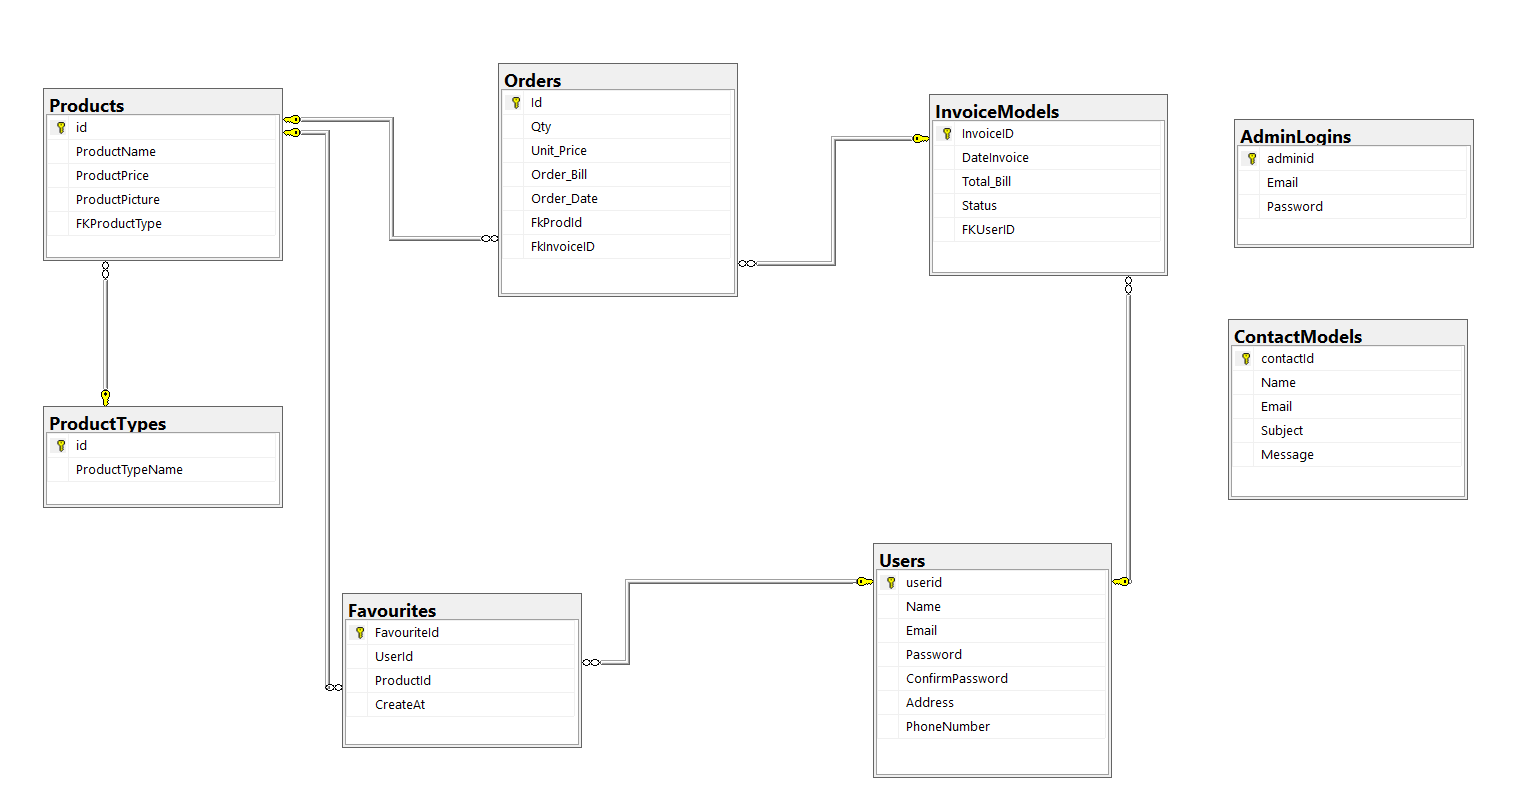 Products
id
ProductName
ProductPrice
ProductPicture
FKProductType
Orders
Id
Qty
Unit_Price
Order_Bill
Order_Date
FkProdId
FkInvoiceID
InvoiceModels
InvoiceID
DateInvoice
Total_Bill
Status
FKUserID
AdminLogins
adminid
Email
Password
ContactModels
contactId
Name
Email
Subject
Message
ProductTypes
id
ProductTypeName
Favourites
FavouriteId
UserId
ProductId
CreateAt
Users
userid
Name
Email
Password
ConfirmPassword
Address
PhoneNumber